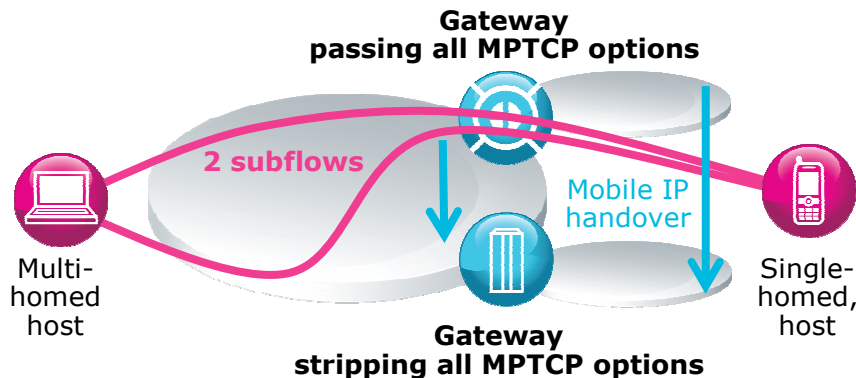 Gateway
passing all MPTCP options
2 subflows
Mobile IP
handover
Multi-
homed
host
Single-
homed,
host
Gateway
stripping all MPTCP options